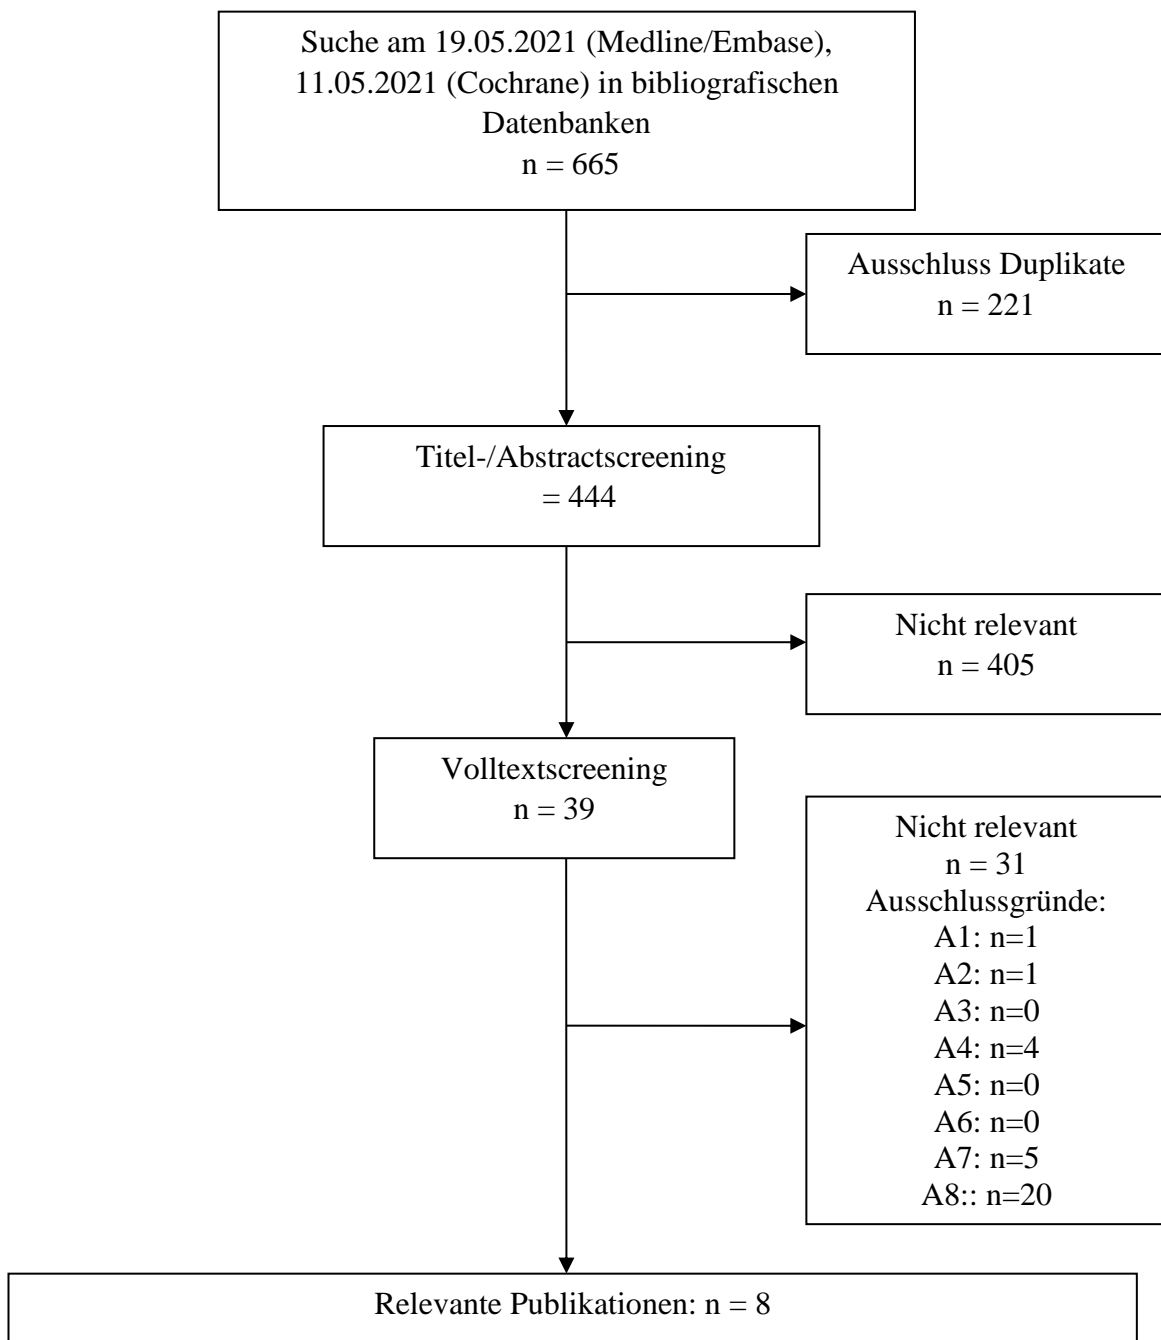 Suche am 19.05.2021 (Medline/Embase),
11.05.2021 (Cochrane) in bibliografischen
Datenbanken
n = 665
Ausschluss Duplikate
n = 221
Titel-/Abstractscreening
= 444
Nicht relevant
n = 405
Volltextscreening
n = 39
Nicht relevant
n = 31
Ausschlussgründe:
A1: n=1
A2: n=1
A3: n=0
A4: n=4
A5: n=0
A6: n=0
A7: n=5
A8:: n=20
Relevante Publikationen: n = 8